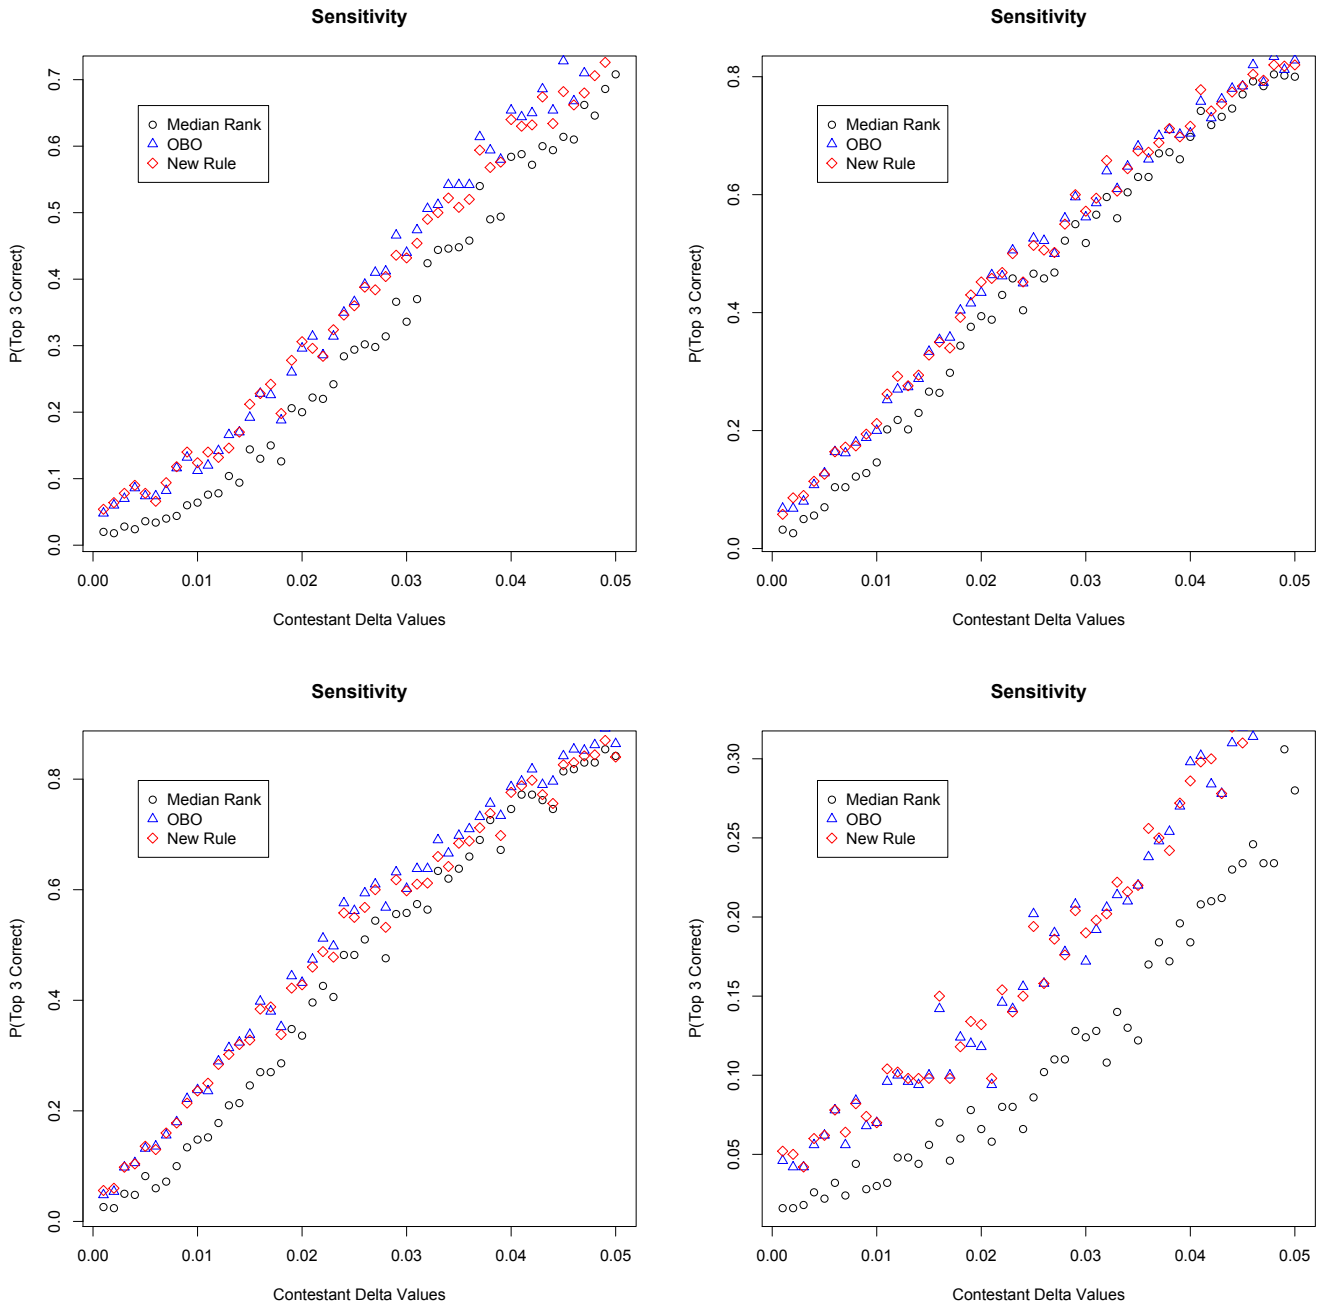 Sensitivity
P(Top 3 Correct)
0.0 0.1 0.2 0.3 0.4 0.5 0.6 0.7
Median Rank
OBO
New Rule
0.00 0.01 0.02 0.03 0.04 0.05
Contestant Delta Values
Sensitivity
P(Top 3 Correct)
0.0 0.2 0.4 0.6 0.8
Median Rank
OBO
New Rule
0.00 0.01 0.02 0.03 0.04 0.05
Contestant Delta Values
Sensitivity
P(Top 3 Correct)
0.0 0.2 0.4 0.6 0.8
Median Rank
OBO
New Rule
0.00 0.01 0.02 0.03 0.04 0.05
Contestant Delta Values
Sensitivity
P(Top 3 Correct)
0.05 0.10 0.15 0.20 0.25 0.30
Median Rank
OBO
New Rule
0.00 0.01 0.02 0.03 0.04 0.05
Contestant Delta Values